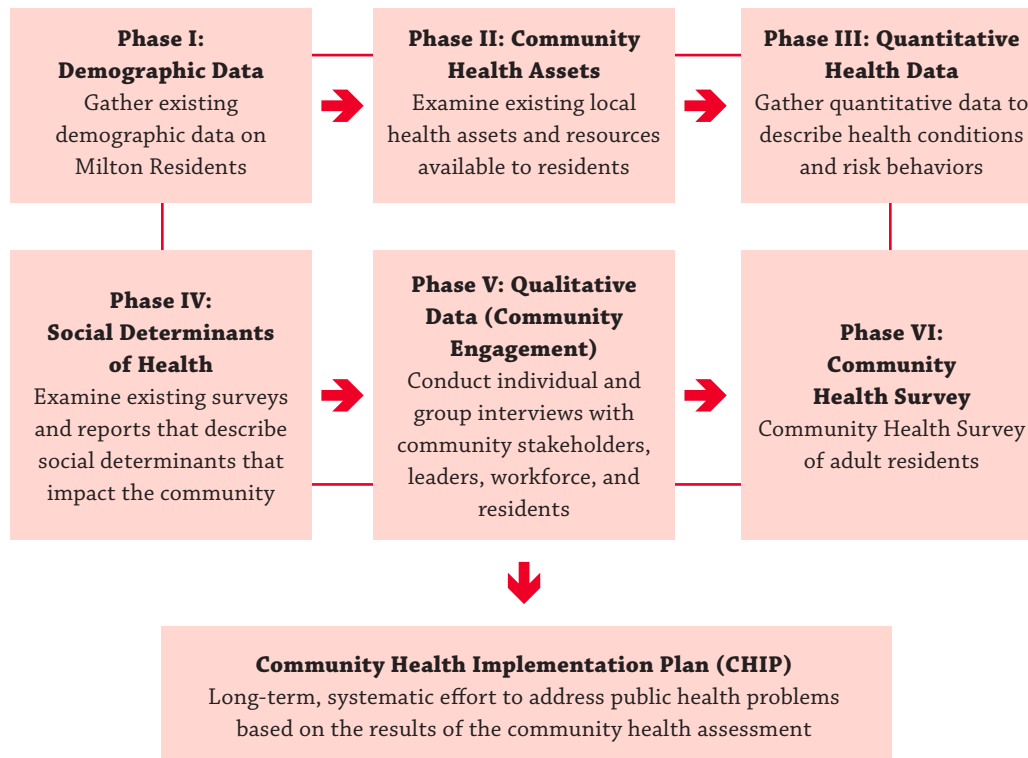 Phase I:
Demographic Data
Gather existing
demographic data on
Milton Residents
Phase II: Community
Health Assets
Examine existing local
health assets and resources
available to residents
Phase III: Quantitative
Health Data
Gather quantitative data to
describe health conditions
and risk behaviors
Phase IV:
Social Determinants
of Health
Examine existing surveys
and reports that describe
social determinants that
impact the community
Phase V: Qualitative
Data (Community
Engagement)
Conduct individual and
group interviews with
community stakeholders,
leaders, workforce, and
residents
Phase VI:
Community
Health Survey
Community Health Survey
of adult residents
Community Health Implementation Plan (CHIP)
Long-term, systematic effort to address public health problems
based on the results of the community health assessment